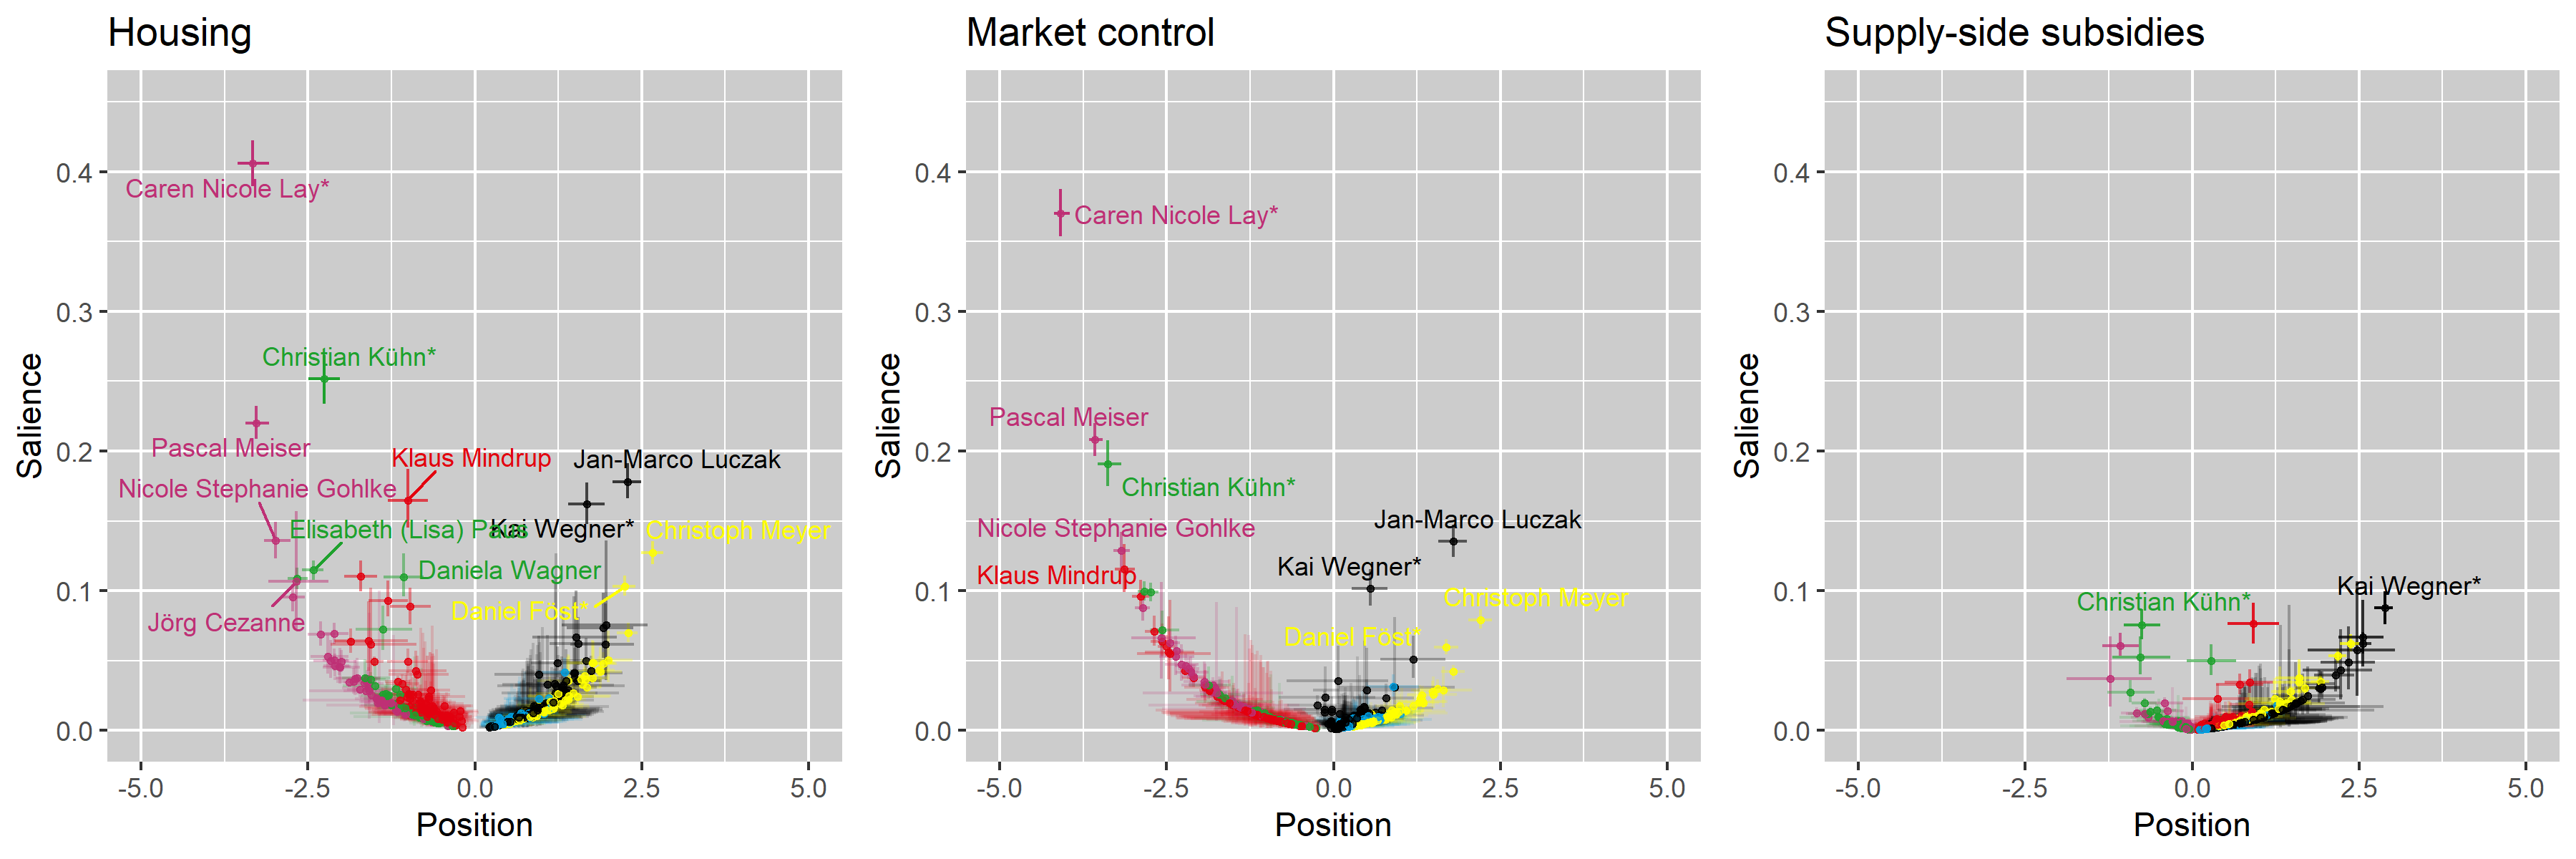 Housing
Salience
0.4
0.3
0.2
0.1
0.0
Caren Nicole Lay*
Christian Kühn*
Pascal Meiser
Klaus Mindrup
Jan-Marco Luczak
Nicole Stephanie Gohlke
Elisabeth (Lisa) Paus
Kai Wegner*
Christoph Meyer
Daniela Wagner
Daniel Föst*
Jörg Cezanne
-5.0 -2.5 0.0 2.5 5.0
Position
Market control
Salience
0.4
0.3
0.2
0.1
0.0
Caren Nicole Lay*
Pascal Meiser
Christian Kühn*
Nicole Stephanie Gohlke
Jan-Marco Luczak
Klaus Mindrup
Kai Wegner*
Christoph Meyer
Daniel Föst*
-5.0 -2.5 0.0 2.5 5.0
Position
Supply-side subsidies
Salience
0.4
0.3
0.2
0.1
0.0
Kai Wegner*
Christian Kühn*
-5.0 -2.5 0.0 2.5 5.0
Position